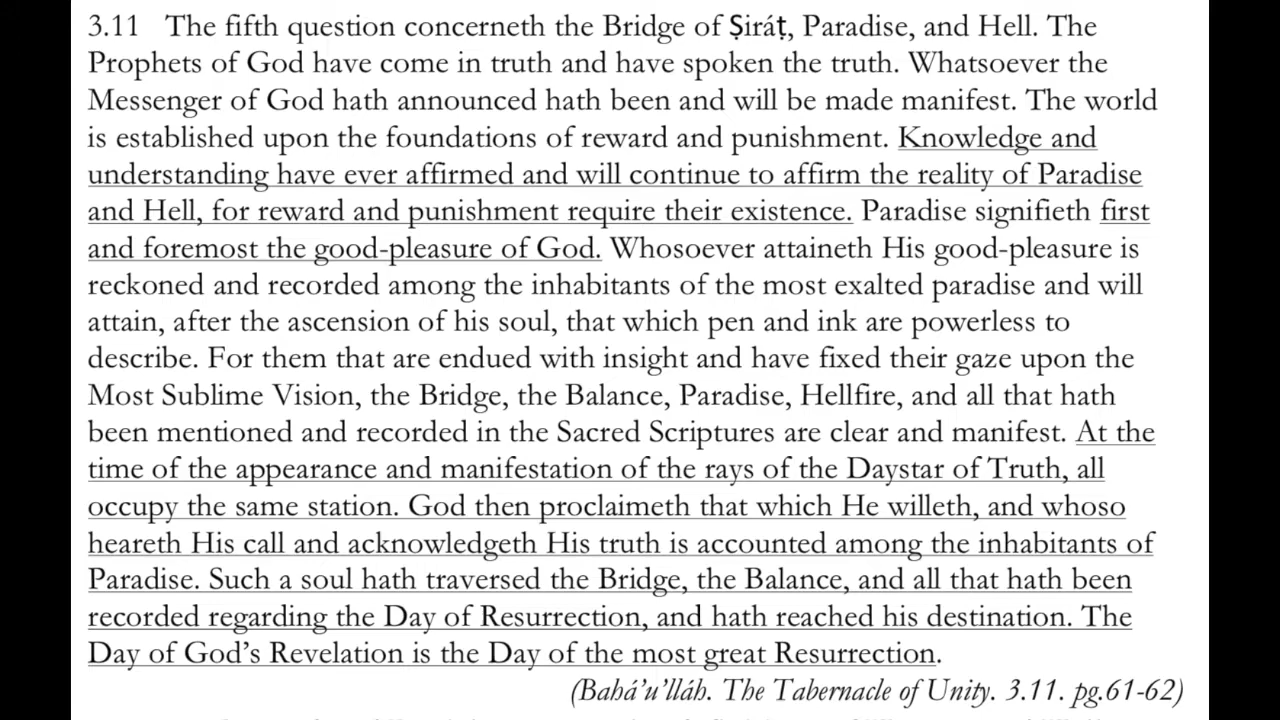 3.11 The fifth question concerneth the Bridge of Ṣiráṭ, Paradise, and Hell. The
Prophets of God have come in truth and have spoken the truth. Whatsoever the
Messenger of God hath announced hath been and will be made manifest. The world
is established upon the foundations of reward and punishment. Knowledge and
understanding have ever affirmed and will continue to affirm the reality of Paradise
and Hell, for reward and punishment require their existence. Paradise signifieth first
and foremost the good-pleasure of God. Whosoever attaineth His good-pleasure is
reckoned and recorded among the inhabitants of the most exalted paradise and will
attain, after the ascension of his soul, that which pen and ink are powerless to
describe. For them that are endued with insight and have fixed their gaze upon the
Most Sublime Vision, the Bridge, the Balance, Paradise, Hellfire, and all that hath
been mentioned and recorded in the Sacred Scriptures are clear and manifest. At the
time of the appearance and manifestation of the rays of the Daystar of Truth, all
occupy the same station. God then proclaimeth that which He willeth, and whoso
heareth His call and acknowledgeth His truth is accounted among the inhabitants of
Paradise. Such a soul hath traversed the Bridge, the Balance, and all that hath been
recorded regarding the Day of Resurrection, and hath reached his destination. The
Day of God's Revelation is the Day of the most great Resurrection.
(Bahá'u'lláh. The Tabernacle of Unity. 3.11. pg.61-62)